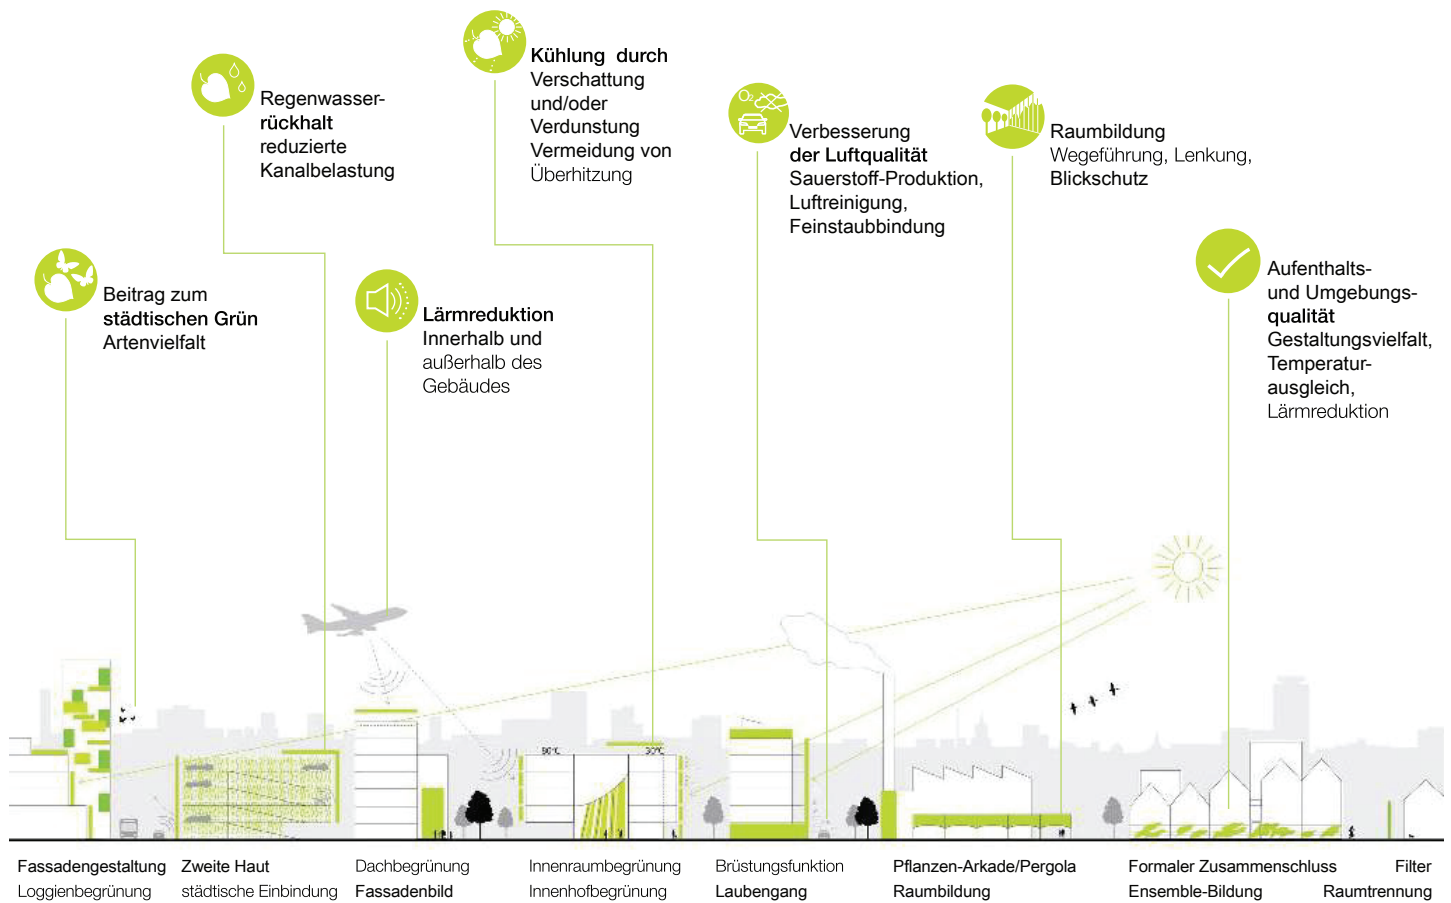 Kühlung durch
Verschattung
und/oder
Verdunstung
Vermeidung von
Überhitzung
Regenwasser-
rückhalt
reduzierte
Kanalbelastung
O₂
Verbesserung
der Luftqualität
Sauerstoff-Produktion,
Luftreinigung,
Feinstaubbindung
Raumbildung
Wegeführung, Lenkung,
Blickschutz
Beitrag zum
städtischen Grün
Artenvielfalt
Lärmreduktion
Innerhalb und
außerhalb des
Gebäudes
Aufenthalts-
und Umgebungs-
qualität
Gestaltungsvielfalt,
Temperatur-
ausgleich,
Lärmreduktion
30°C
Fassadengestaltung
Loggienbegrünung
Zweite Haut
städtische Einbindung
Dachbegrünung
Fassadenbild
Innenraumbegrünung
Innenhofbegrünung
Brüstungsfunktion
Laubengang
Pflanzen-Arkade/Pergola
Raumbildung
Formaler Zusammenschluss
Ensemble-Bildung
Filter
Raumtrennung